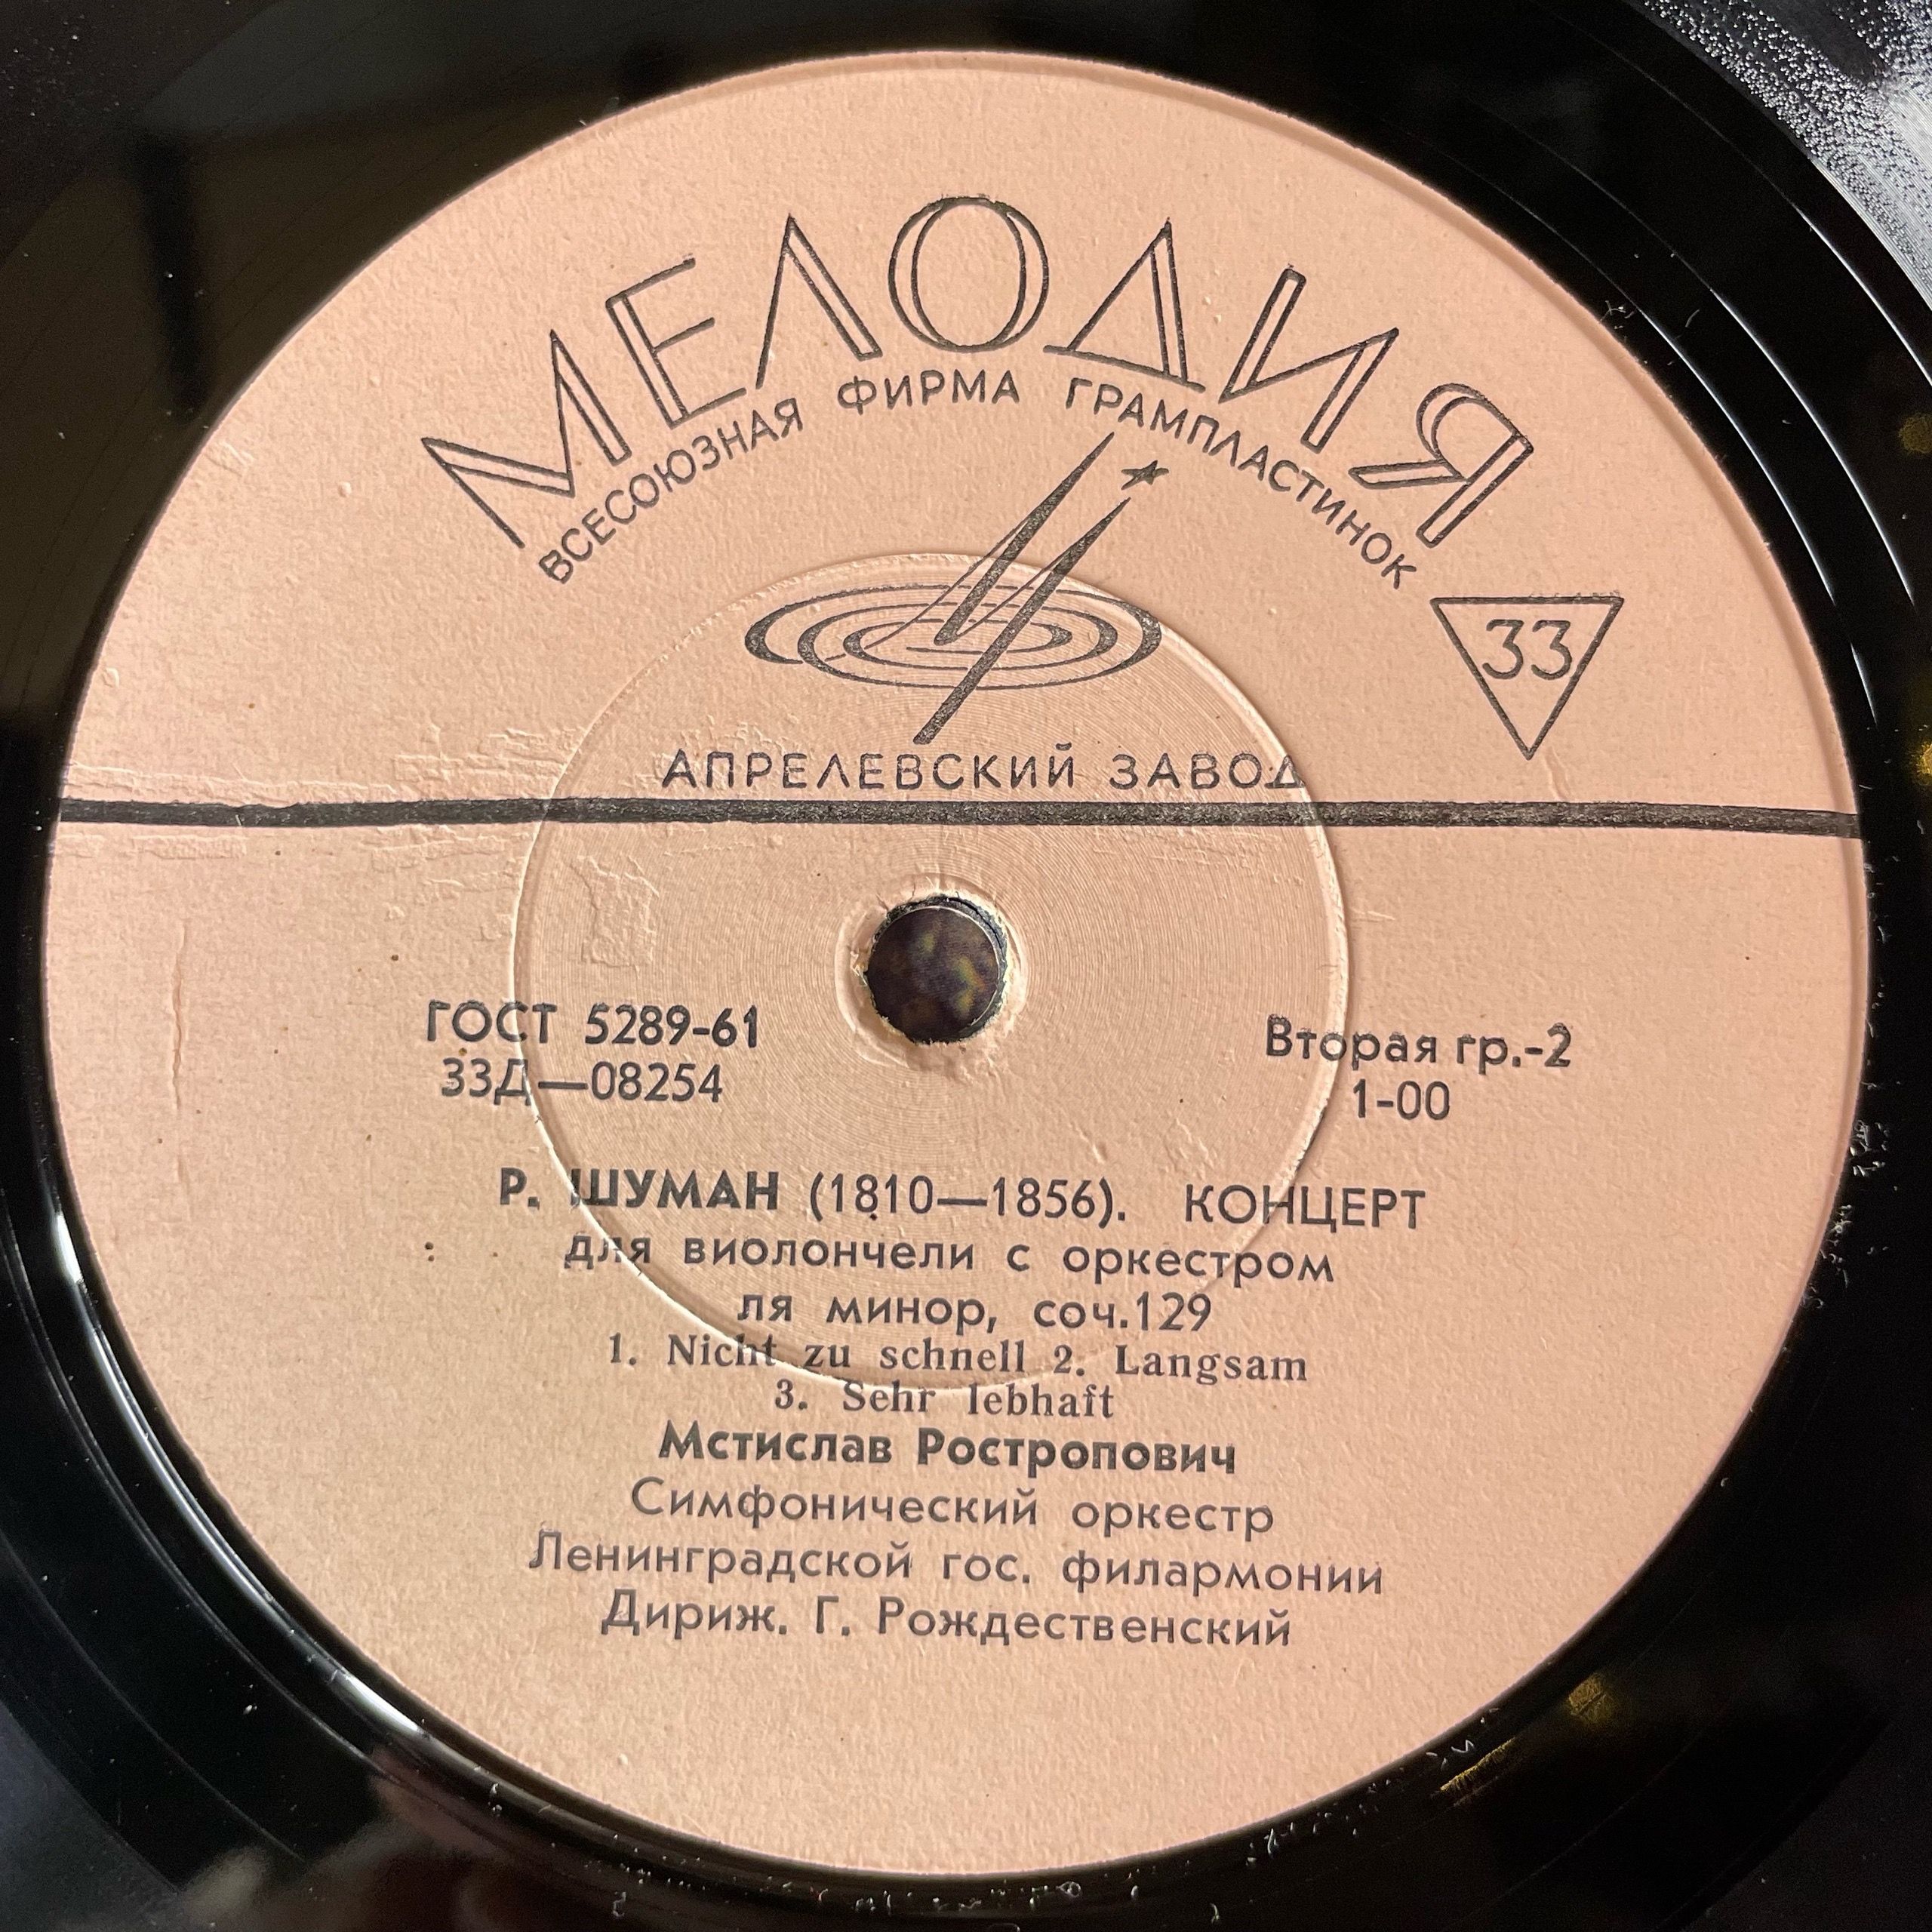 МЕЛОДИЯ
ВСЕСОЮЗНАЯ ФИРМА ГРАМПЛАСТИНОК
33
АПРЕЛЕВСКИЙ ЗАВОД
ГОСТ 5289-61
33Д—08254
Вторая гр.-2
1-00
Р. ШУМАН (1810—1856). КОНЦЕРТ
для виолончели с оркестром
ля минор, соч.129
1. Nicht zu schnell 2. Langsam
3. Sehr lebhaft
Мстислав Ростропович
Симфонический оркестр
Ленинградской гос. филармонии
Дириж. Г. Рождественский